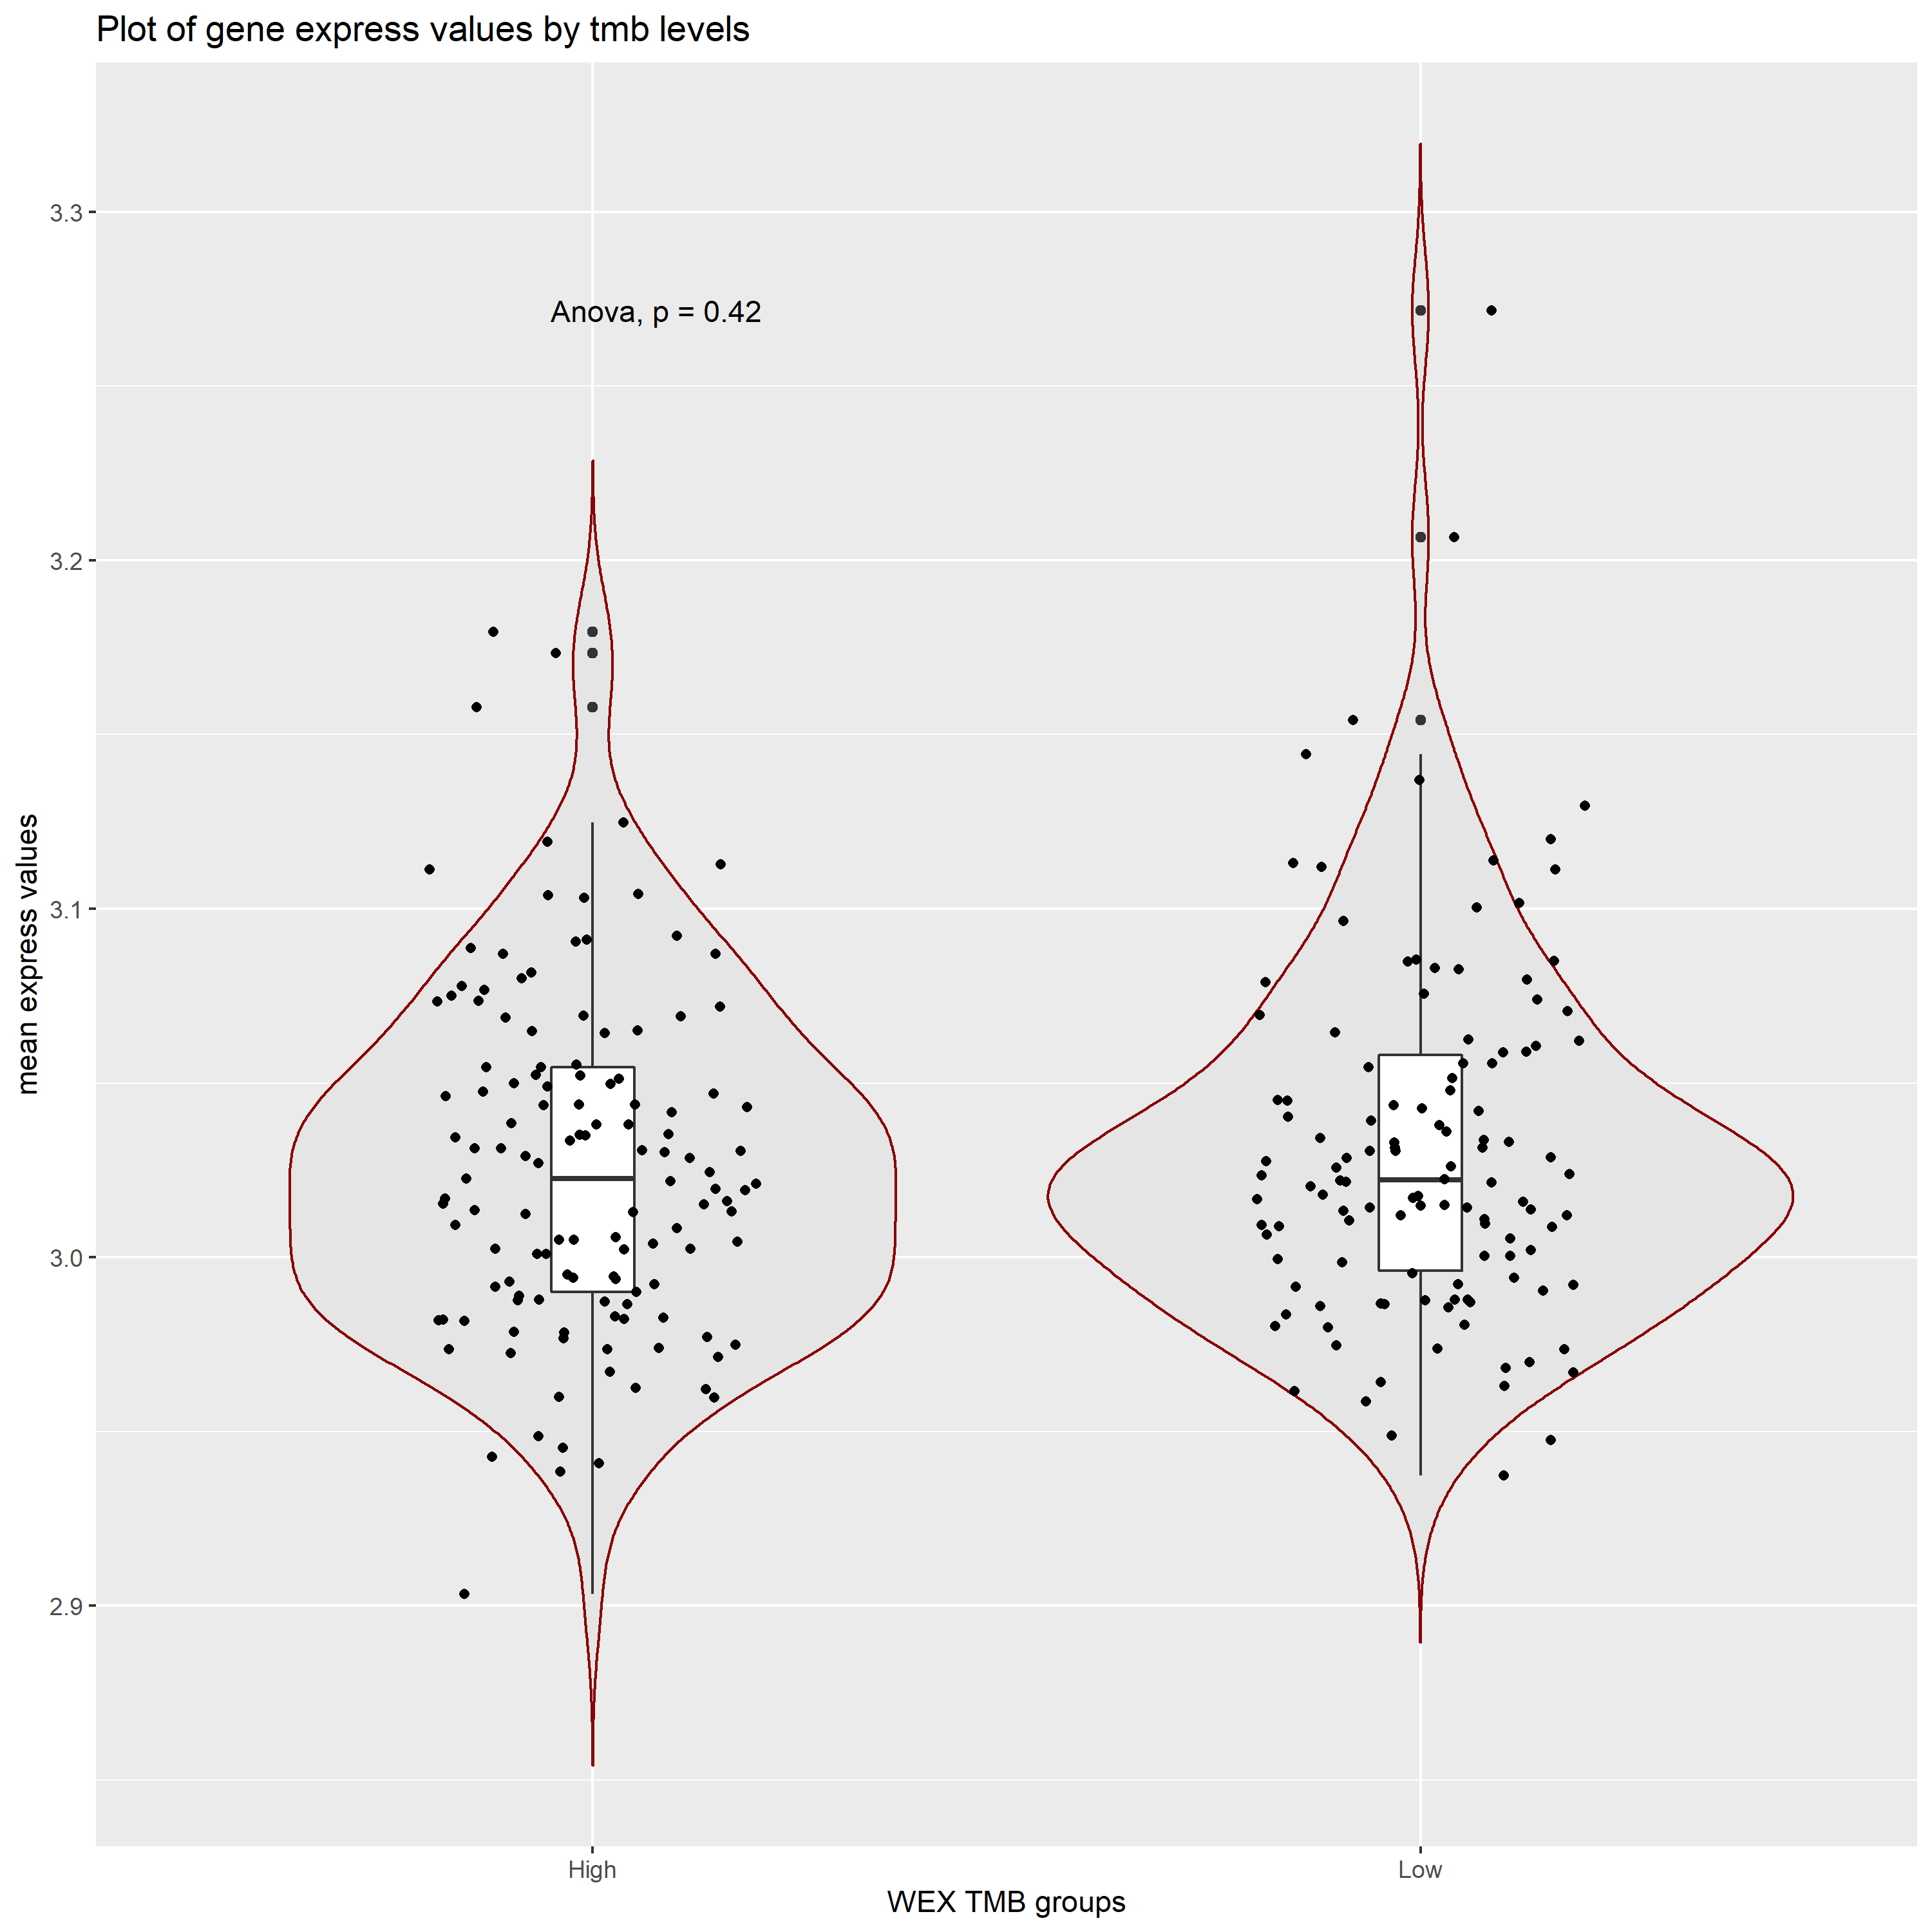 Plot of gene express values by tmb levels
Anova, p = 0.42
mean express values
3.3
3.2
3.1
3.0
2.9
High
Low
WEX TMB groups